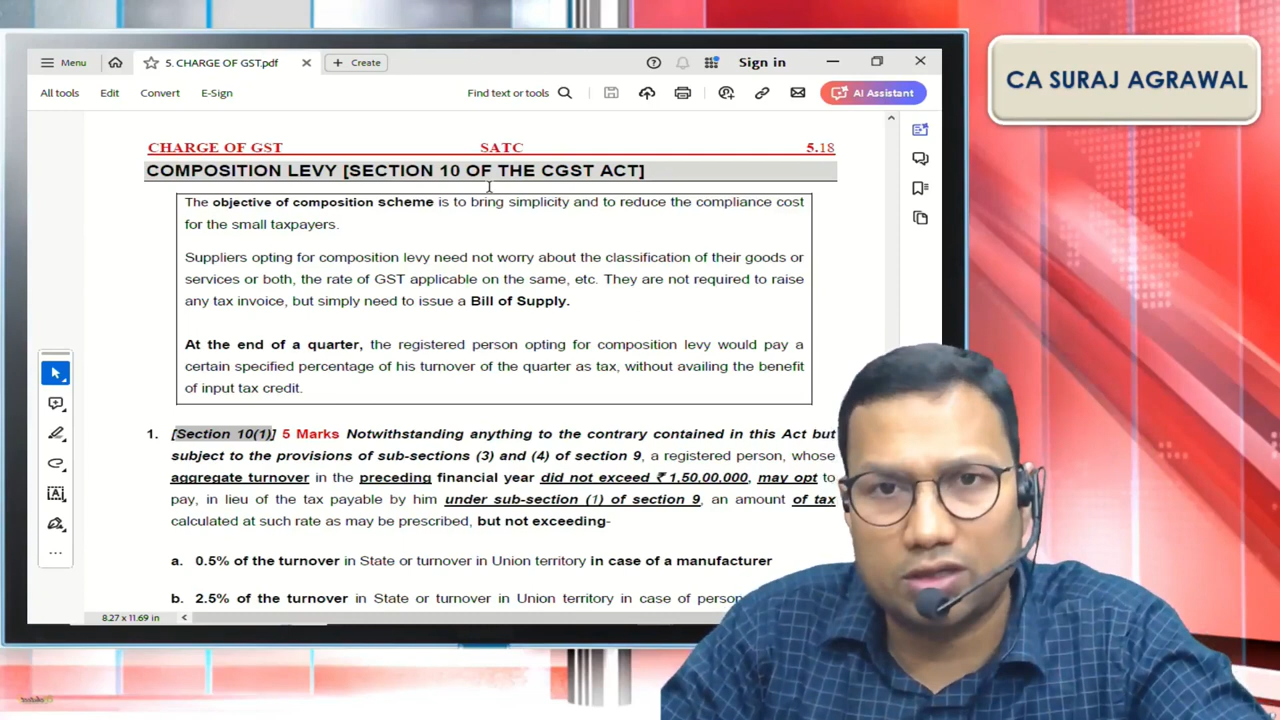 CA SURAJ AGRAWAL
Menu
5. CHARGE OF GST.pdf
Create
Sign in
All tools
Edit
Convert
E-Sign
Find text or tools
AI Assistant
CHARGE OF GST SATC 5.18
COMPOSITION LEVY [SECTION 10 OF THE CGST ACT]
The objective of composition scheme is to bring simplicity and to reduce the compliance cost
for the small taxpayers.
Suppliers opting for composition levy need not worry about the classification of their goods or
services or both, the rate of GST applicable on the same, etc. They are not required to raise
any tax invoice, but simply need to issue a Bill of Supply.
At the end of a quarter, the registered person opting for composition levy would pay a
certain specified percentage of his turnover of the quarter as tax, without availing the benefit
of input tax credit.
1. [Section 10(1)] 5 Marks Notwithstanding anything to the contrary contained in this Act but
subject to the provisions of sub-sections (3) and (4) of section 9, a registered person, whose
aggregate turnover in the preceding financial year did not exceed ₹ 1,50,00,000, may opt to
pay, in lieu of the tax payable by him under sub-section (1) of section 9, an amount of tax
calculated at such rate as may be prescribed, but not exceeding-
a. 0.5% of the turnover in State or turnover in Union territory in case of a manufacturer
b. 2.5% of the turnover in State or turnover in Union territory in case of
8.27 x 11.69 in